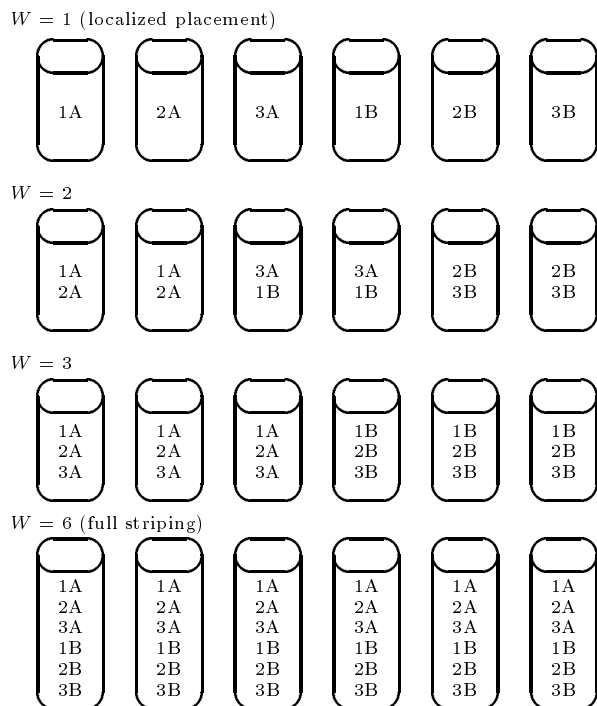 W = 1 (localized placement)
1A 2A 3A 1B 2B 3B
W = 2
1A 1A 3A 3A 2B 2B
2A 2A 1B 1B 3B 3B
W = 3
1A 1A 1A 1B 1B 1B
2A 2A 2A 2B 2B 2B
3A 3A 3A 3B 3B 3B
W = 6 (full striping)
1A 1A 1A 1A 1A 1A
2A 2A 2A 2A 2A 2A
3A 3A 3A 3A 3A 3A
1B 1B 1B 1B 1B 1B
2B 2B 2B 2B 2B 2B
3B 3B 3B 3B 3B 3B